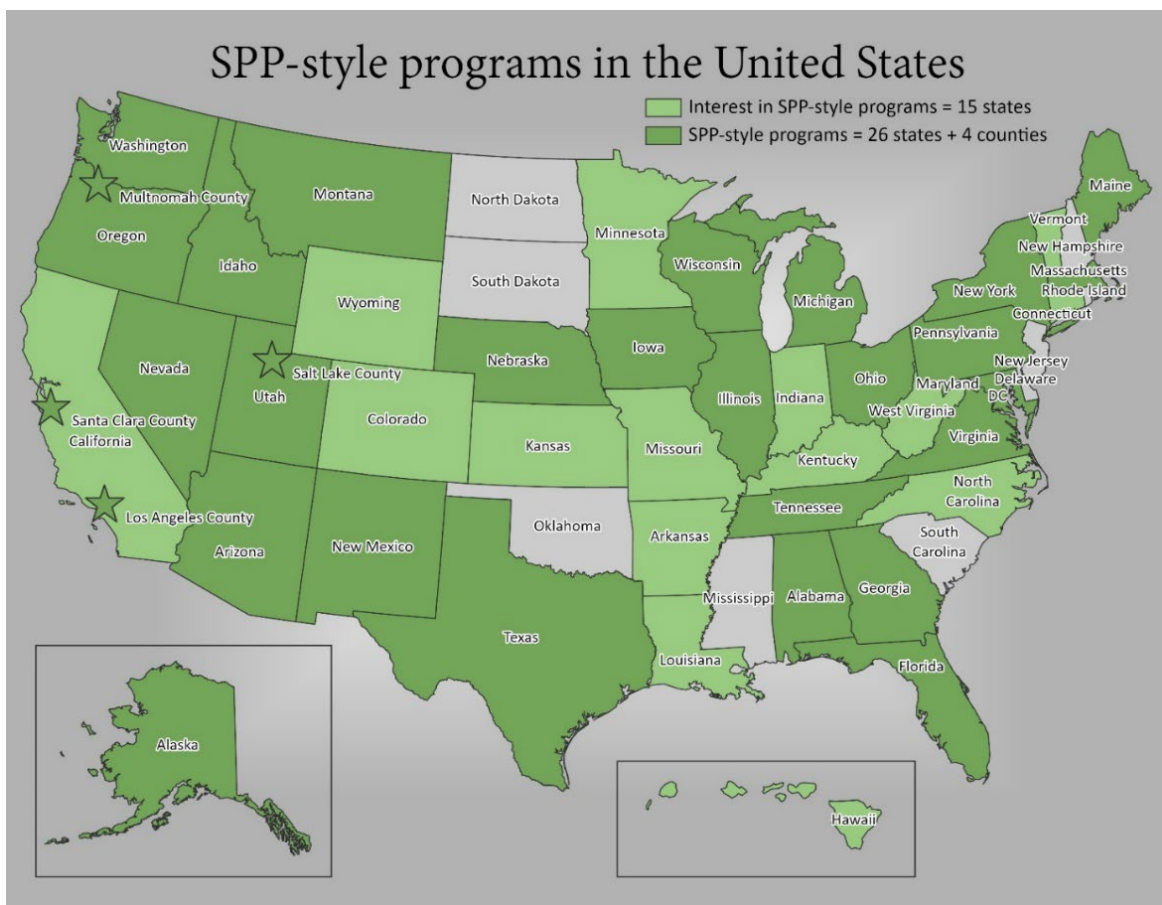 SPP-style programs in the United States
Interest in SPP-style programs = 15 states
SPP-style programs = 26 states + 4 counties
Washington
Multnomah County
Oregon
Idaho
Montana
North Dakota
South Dakota
Minnesota
Wisconsin
Michigan
Maine
Vermont
New Hampshire
Massachusetts
Rhode Island
Connecticut
New York
Pennsylvania
New Jersey
Delaware
Maryland
DC
Wyoming
Nebraska
Iowa
Illinois
Indiana
Ohio
West Virginia
Virginia
Nevada
Utah
Salt Lake County
Colorado
Kansas
Missouri
Kentucky
Santa Clara County
California
Los Angeles County
Arizona
New Mexico
Oklahoma
Arkansas
Tennessee
North
Carolina
South
Carolina
Mississippi
Alabama
Georgia
Texas
Louisiana
Florida
Alaska
Hawaii